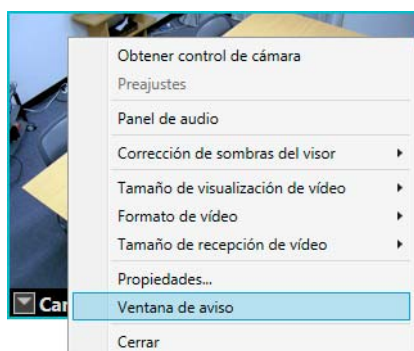 Obtener control de cámara
Preajustes
Panel de audio
Corrección de sombras del visor
Tamaño de visualización de vídeo
Formato de vídeo
Tamaño de recepción de vídeo
Propiedades...
Ventana de aviso
Cerrar